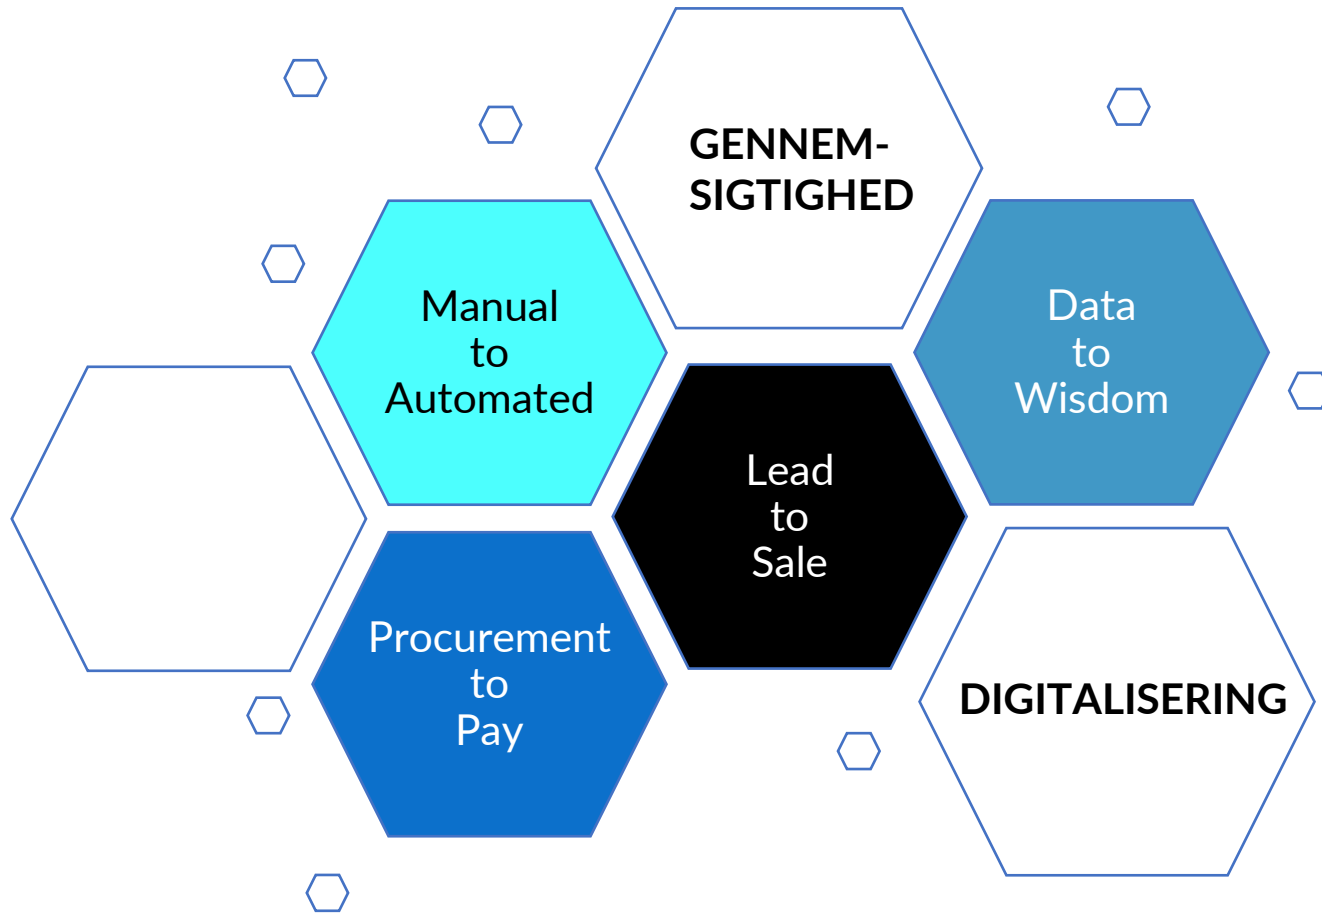 GENNEM-
SIGTIGHED
Manual
to
Automated
Data
to
Wisdom
Lead
to
Sale
Procurement
to
Pay
DIGITALISERING